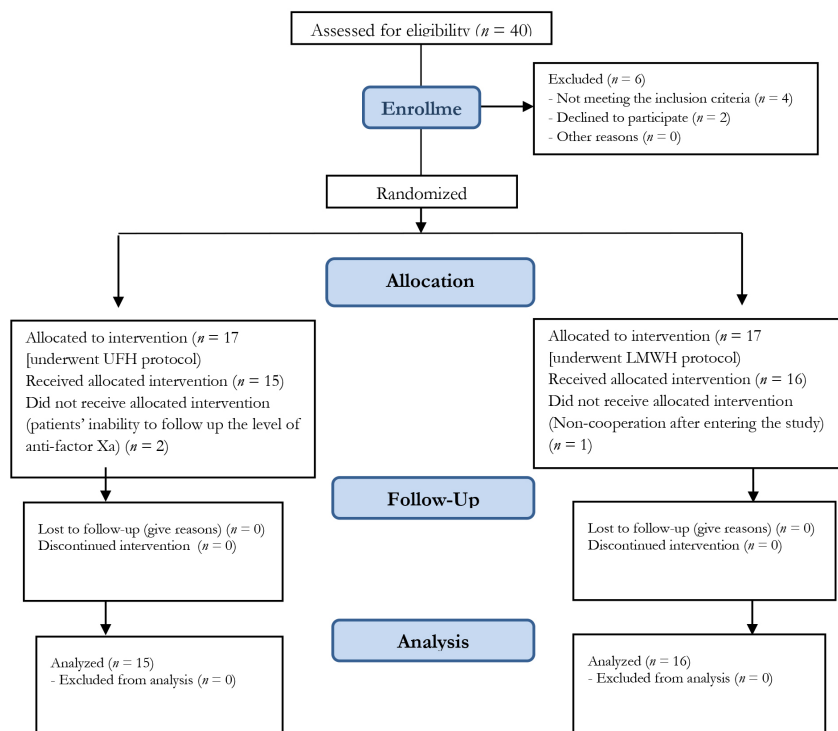 Assessed for eligibility (n = 40)
Excluded (n = 6)
- Not meeting the inclusion criteria (n = 4)
- Declined to participate (n = 2)
- Other reasons (n = 0)
Enrollme
Randomized
Allocation
Allocated to intervention (n = 17
[underwent UFH protocol)
Received allocated intervention (n = 15)
Did not receive allocated intervention
(patients’ inability to follow up the level of
anti-factor Xa) (n = 2)
Allocated to intervention (n = 17
[underwent LMWH protocol)
Received allocated intervention (n = 16)
Did not receive allocated intervention
(Non-cooperation after entering the study)
(n = 1)
Follow-Up
Lost to follow-up (give reasons) (n = 0)
Discontinued intervention (n = 0)
Lost to follow-up (give reasons) (n = 0)
Discontinued intervention (n = 0)
Analysis
Analyzed (n = 15)
- Excluded from analysis (n = 0)
Analyzed (n = 16)
- Excluded from analysis (n = 0)